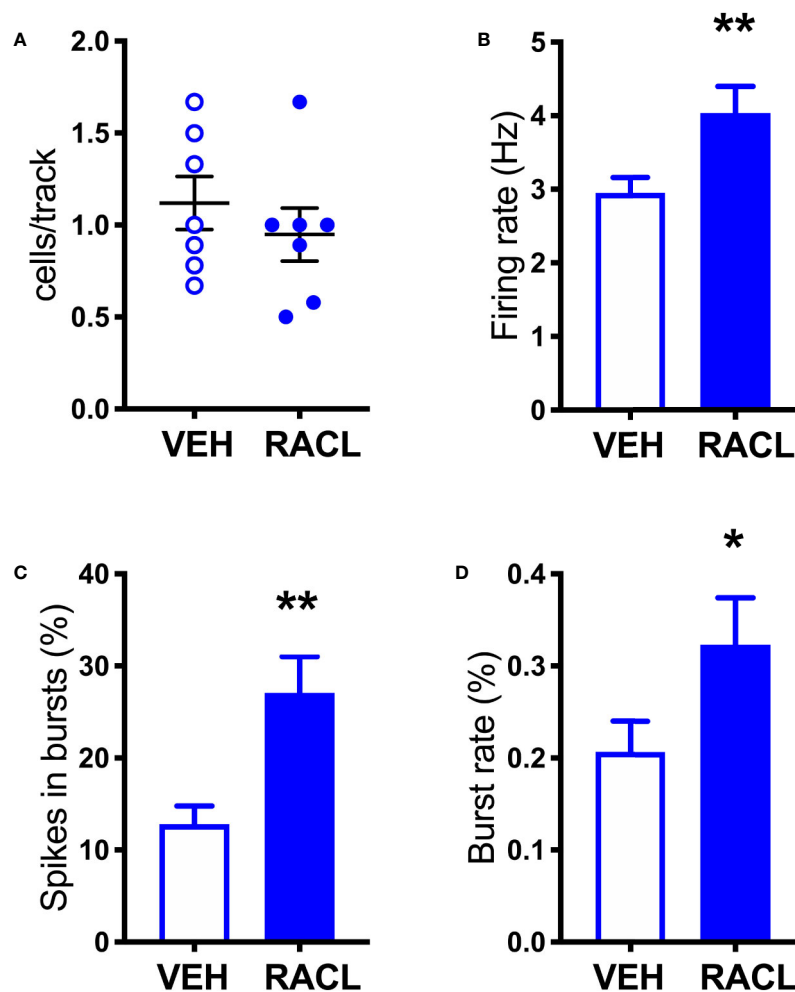 A
cells/track
2.0
1.5
1.0
0.5
0.0
VEH RACL
B
**
Firing rate (Hz)
5
4
3
2
1
0
VEH RACL
C
**
Spikes in bursts (%)
40
30
20
10
0
VEH RACL
D
*
Burst rate (%)
0.4
0.3
0.2
0.1
0.0
VEH RACL